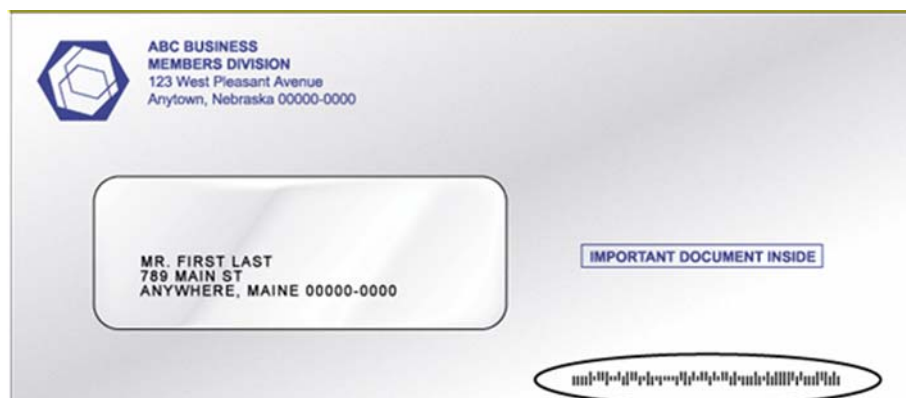 ABC BUSINESS
MEMBERS DIVISION
123 West Pleasant Avenue
Anytown, Nebraska 00000-0000
MR. FIRST LAST
789 MAIN ST
ANYWHERE, MAINE 00000-0000
IMPORTANT DOCUMENT INSIDE